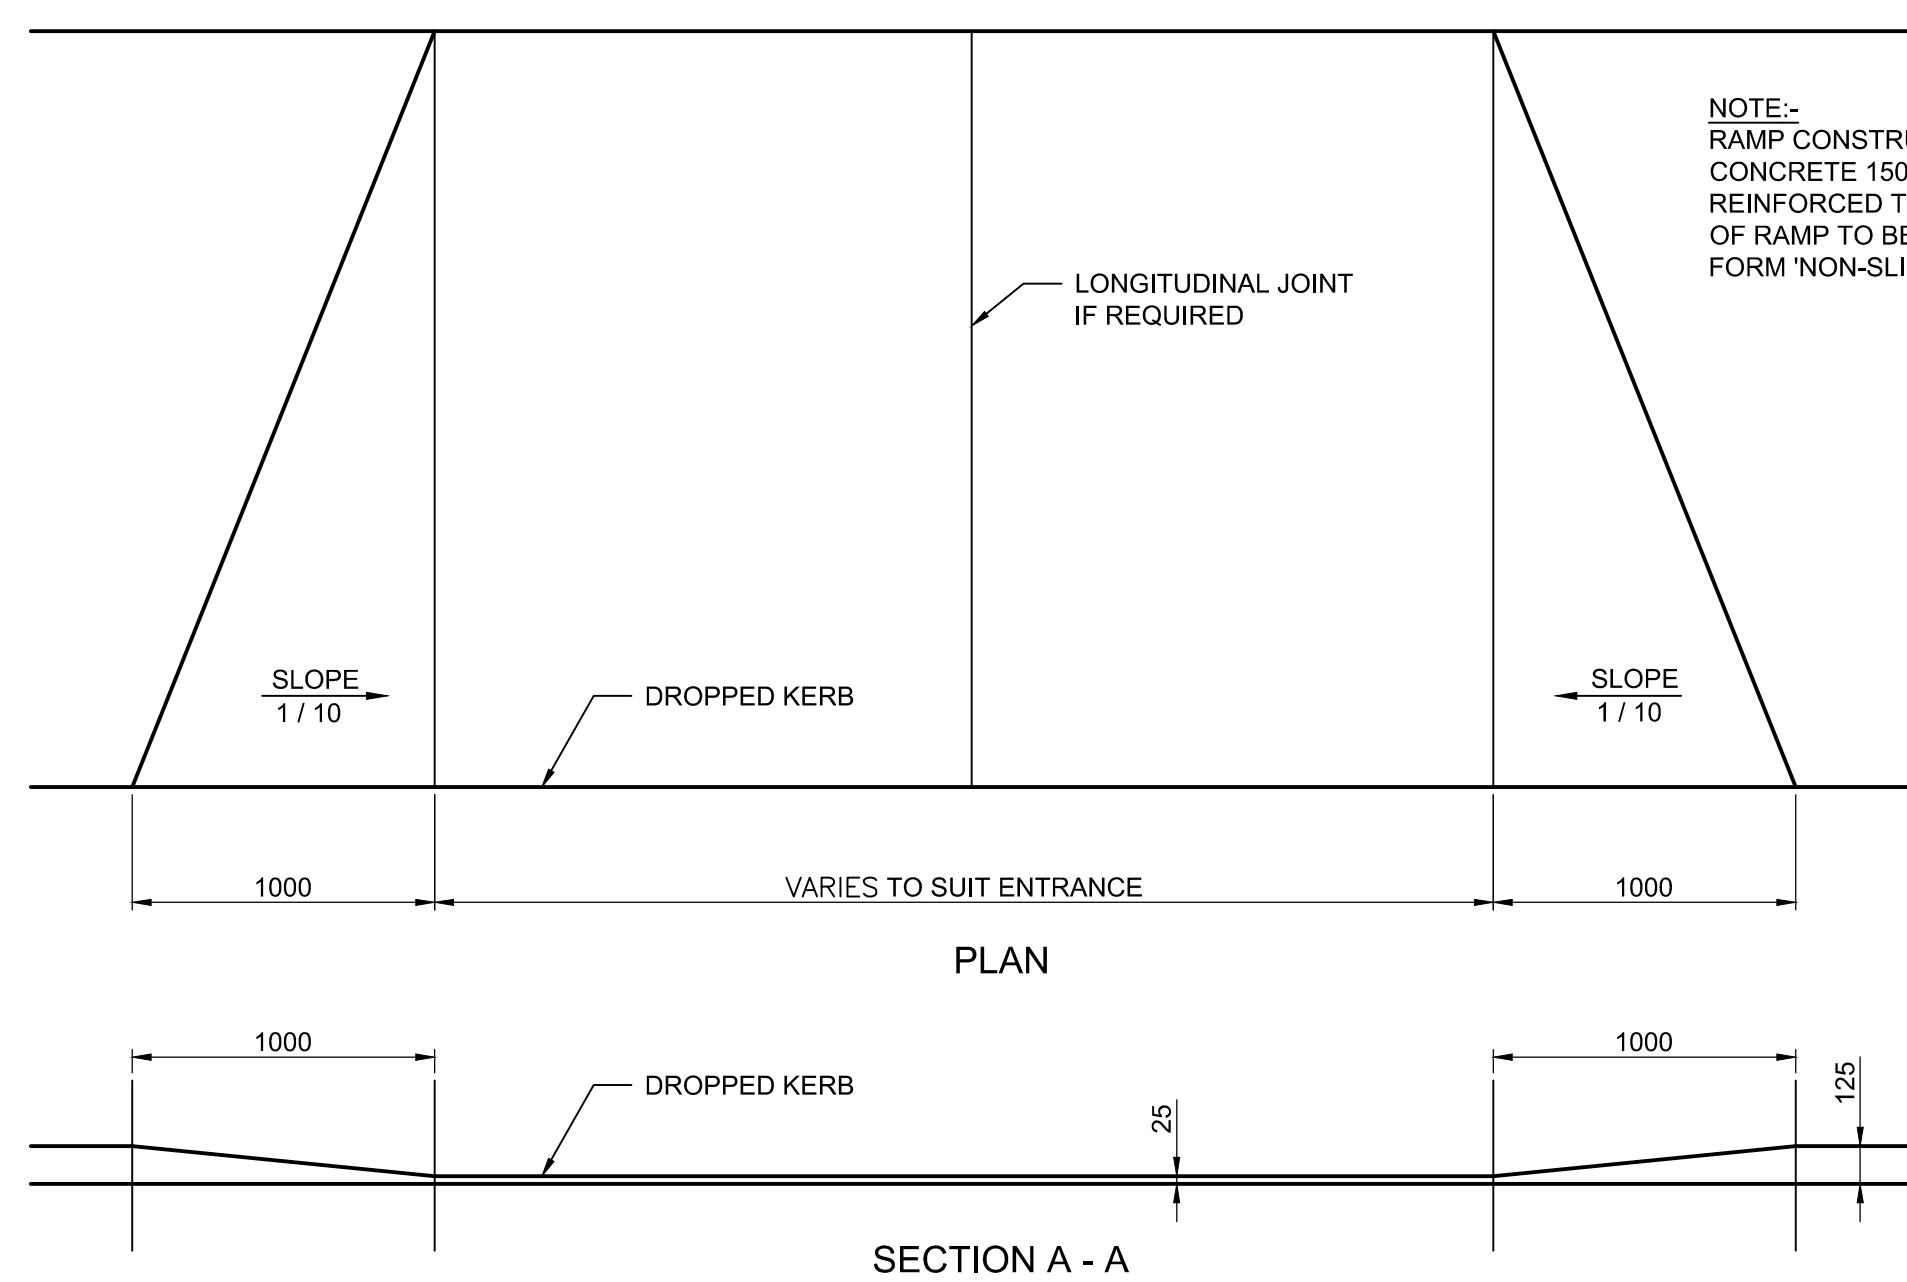 NOTE:-
RAMP CONSTRU
CONCRETE 150
REINFORCED T
OF RAMP TO BE
FORM 'NON-SLI
LONGITUDINAL JOINT
IF REQUIRED
SLOPE
1 / 10
DROPPED KERB
SLOPE
1 / 10
1000
VARIES TO SUIT ENTRANCE
1000
PLAN
1000
1000
DROPPED KERB
25
125
SECTION A - A